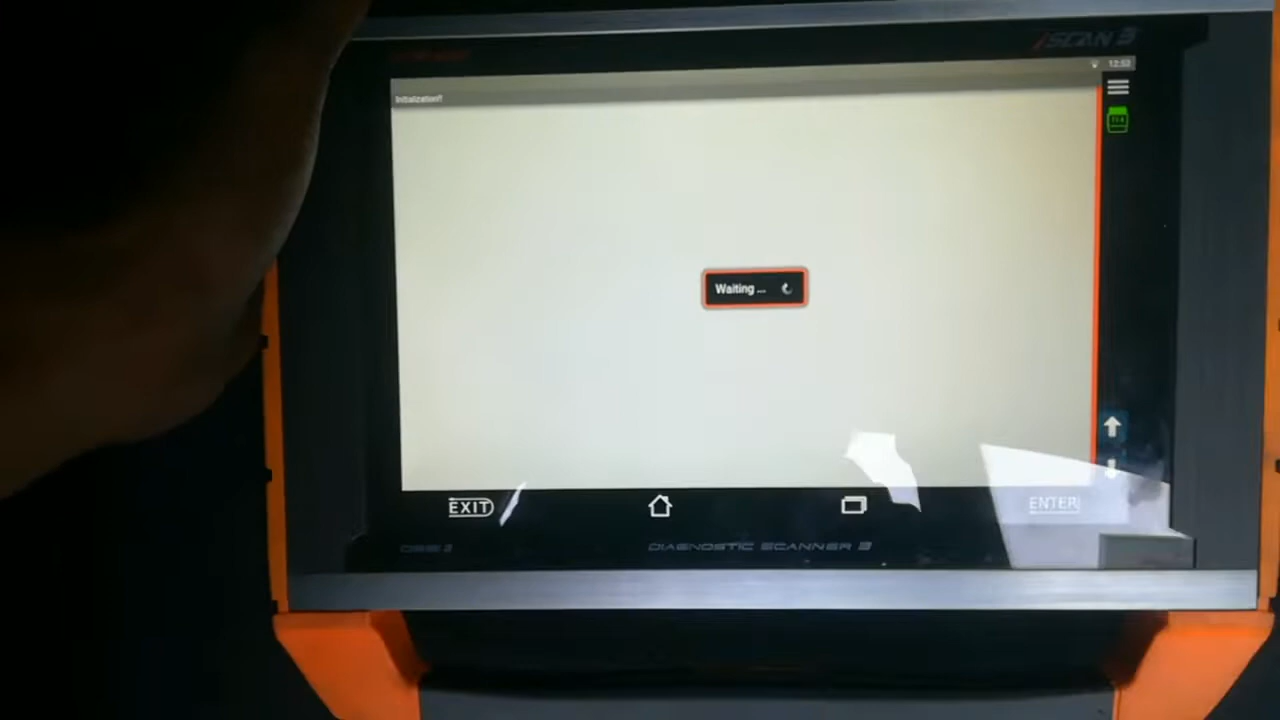 iSCAN 3
12:53
Initialization!!
Waiting ...
EXIT
ENTER
DIAGNOSTIC SCANNER 3